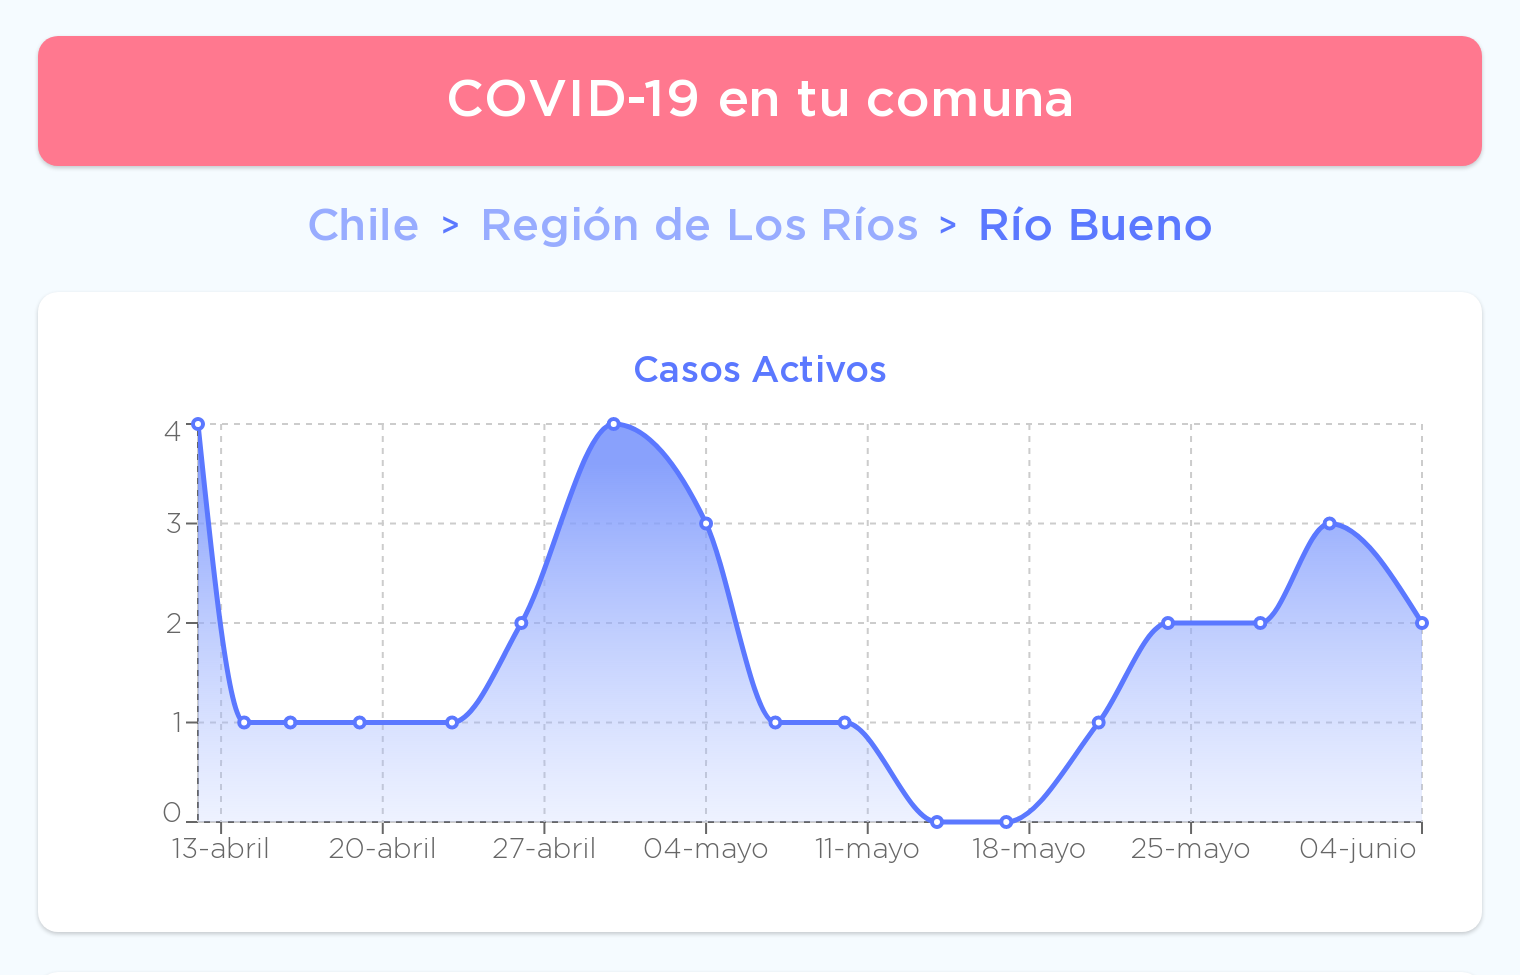 COVID-19 en tu comuna
Chile > Región de Los Ríos > Río Bueno
Casos Activos
4
3
2
1
0
13-abril 20-abril 27-abril 04-mayo 11-mayo 18-mayo 25-mayo 04-junio